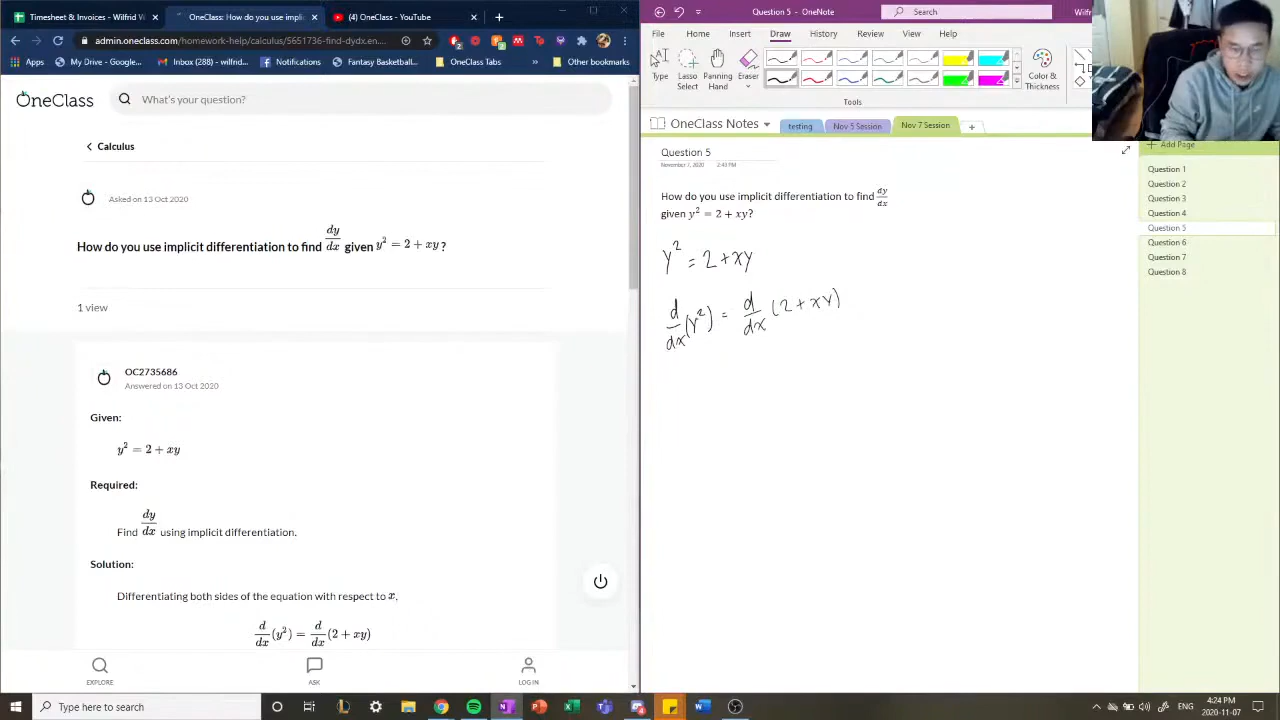 Timesheet & Invoices - Wilfrid V
OneClass: How do you use implic
(4) OneClass - YouTube
admin.oneclass.com/homework-help/calculus/5651736-find-dydx.en....
Apps
My Drive - Google...
Inbox (568) - wilfri...
Notion
Fantasy Basketball...
OneClass Tabs
Other bookmarks
OneClass
What's your question?
Calculus
Asked on 13 Oct 2020
How do you use implicit differentiation to find dy/dx given y² = 2 + xy?
1 view
OC2735686
Answered on 13 Oct 2020
Given:
y² = 2 + xy
Required:
Find dy/dx using implicit differentiation.
Solution:
Differentiating both sides of the equation with respect to x,
d/dx(y²) = d/dx(2 + xy)
EXPLORE
ASK
LOG IN
Question 5 - OneNote
Search
File
Home
Insert
Draw
History
Review
View
Help
Type
Lasso Select
Panning Hand
Eraser
Color & Thickness
Tools
OneClass Notes
testing
Nov 5 Session
Nov 7 Session
Question 5
November 7, 2020 2:43 PM
How do you use implicit differentiation to find dy/dx
given y² = 2 + xy?
y² = 2 + xy
d/dx (y²) = d/dx (2 + xy)
Add Page
Question 1
Question 2
Question 3
Question 4
Question 5
Question 6
Question 7
Question 8
Type here to search
4:24 PM
2020-11-07